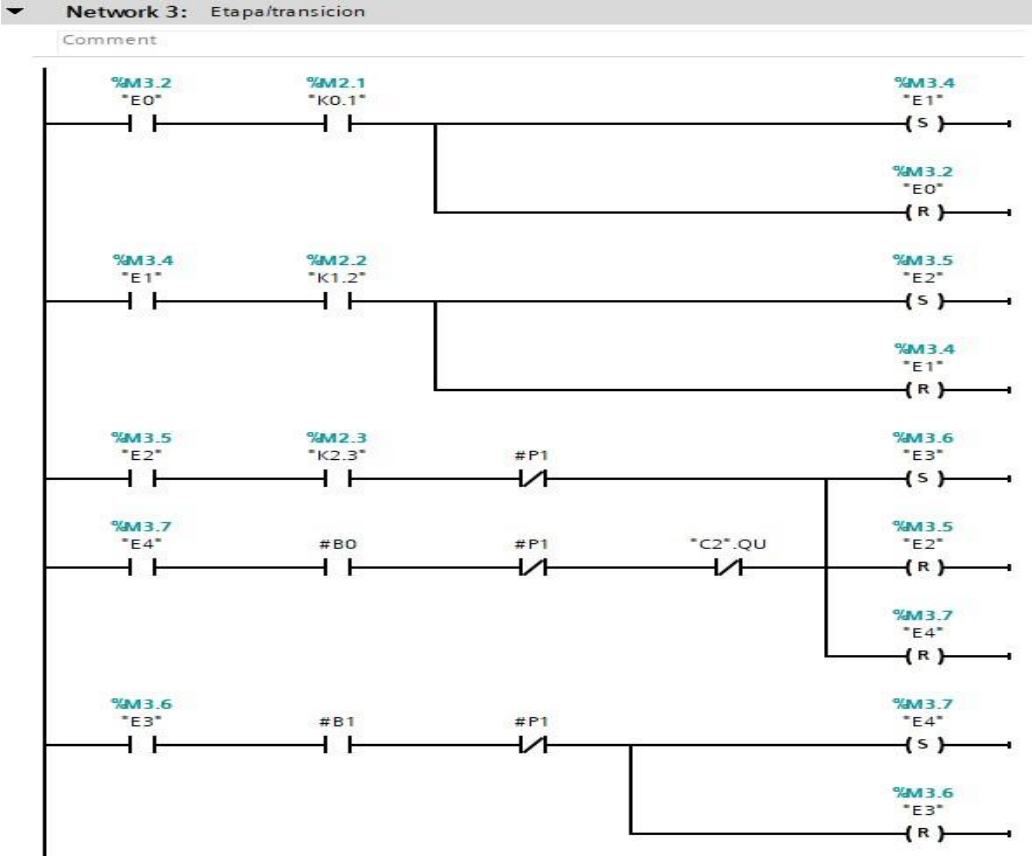 Network 3: Etapa/transicion
Comment
%M3.2 %M2.1 %M3.4
"E0" "K0.1" "E1"
S
%M3.2
"E0"
R
%M3.4 %M2.2 %M3.5
"E1" "K1.2" "E2"
S
%M3.4
"E1"
R
%M3.5 %M2.3 %M3.6
"E2" "K2.3" #P1 "E3"
S
%M3.7 %M3.5
"E4" #B0 #P1 "C2".QU "E2"
R
%M3.7
"E4"
R
%M3.6 %M3.7
"E3" #B1 #P1 "E4"
S
%M3.6
"E3"
R